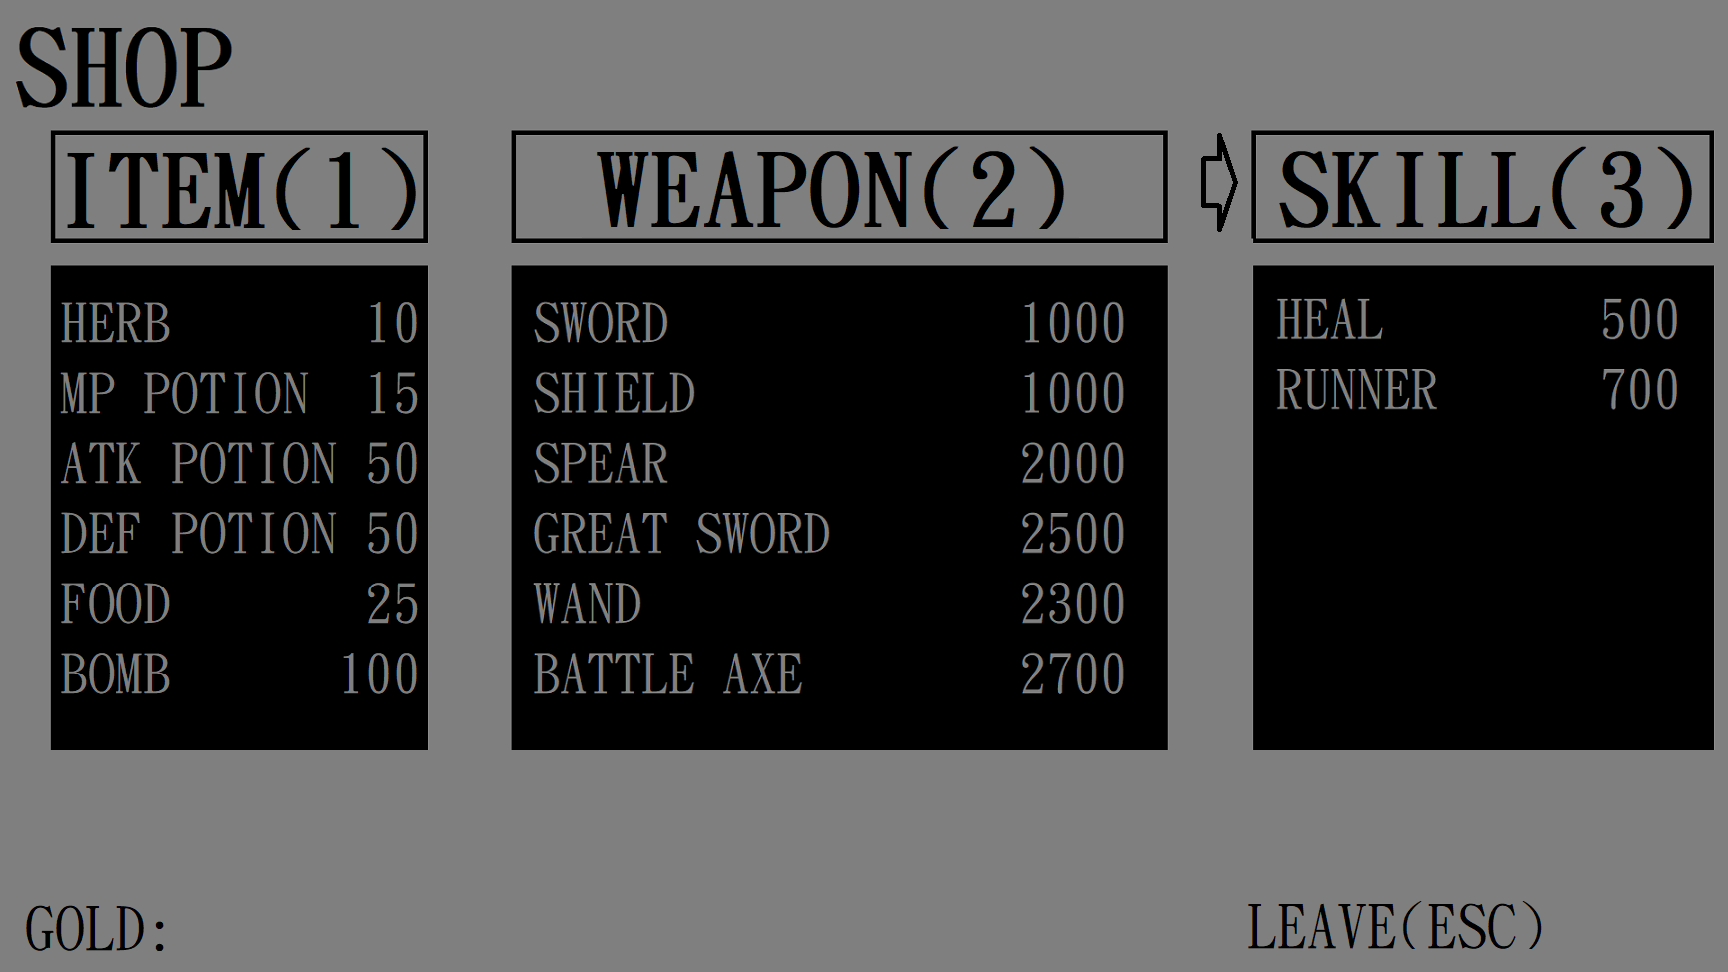 SHOP
ITEM(1)
HERB 10
MP POTION 15
ATK POTION 50
DEF POTION 50
FOOD 25
BOMB 100
WEAPON(2)
SWORD 1000
SHIELD 1000
SPEAR 2000
GREAT SWORD 2500
WAND 2300
BATTLE AXE 2700
SKILL(3)
HEAL 500
RUNNER 700
GOLD:
LEAVE(ESC)